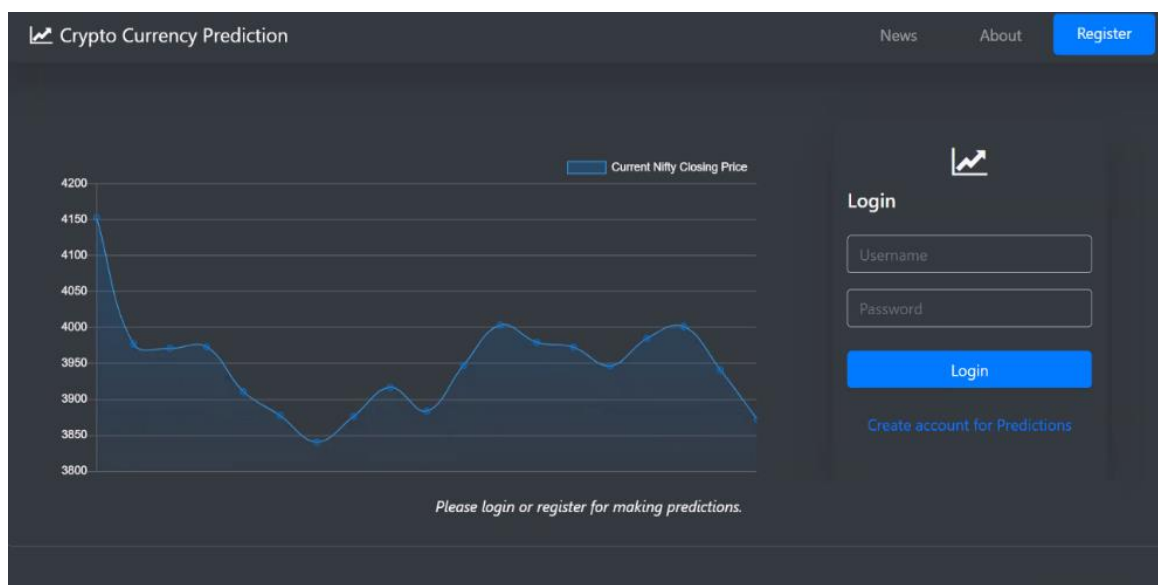 Crypto Currency Prediction
News
About
Register
Current Nifty Closing Price
4200
4150
4100
4050
4000
3950
3900
3850
3800
Please login or register for making predictions.
Login
Username
Password
Login
Create account for Predictions